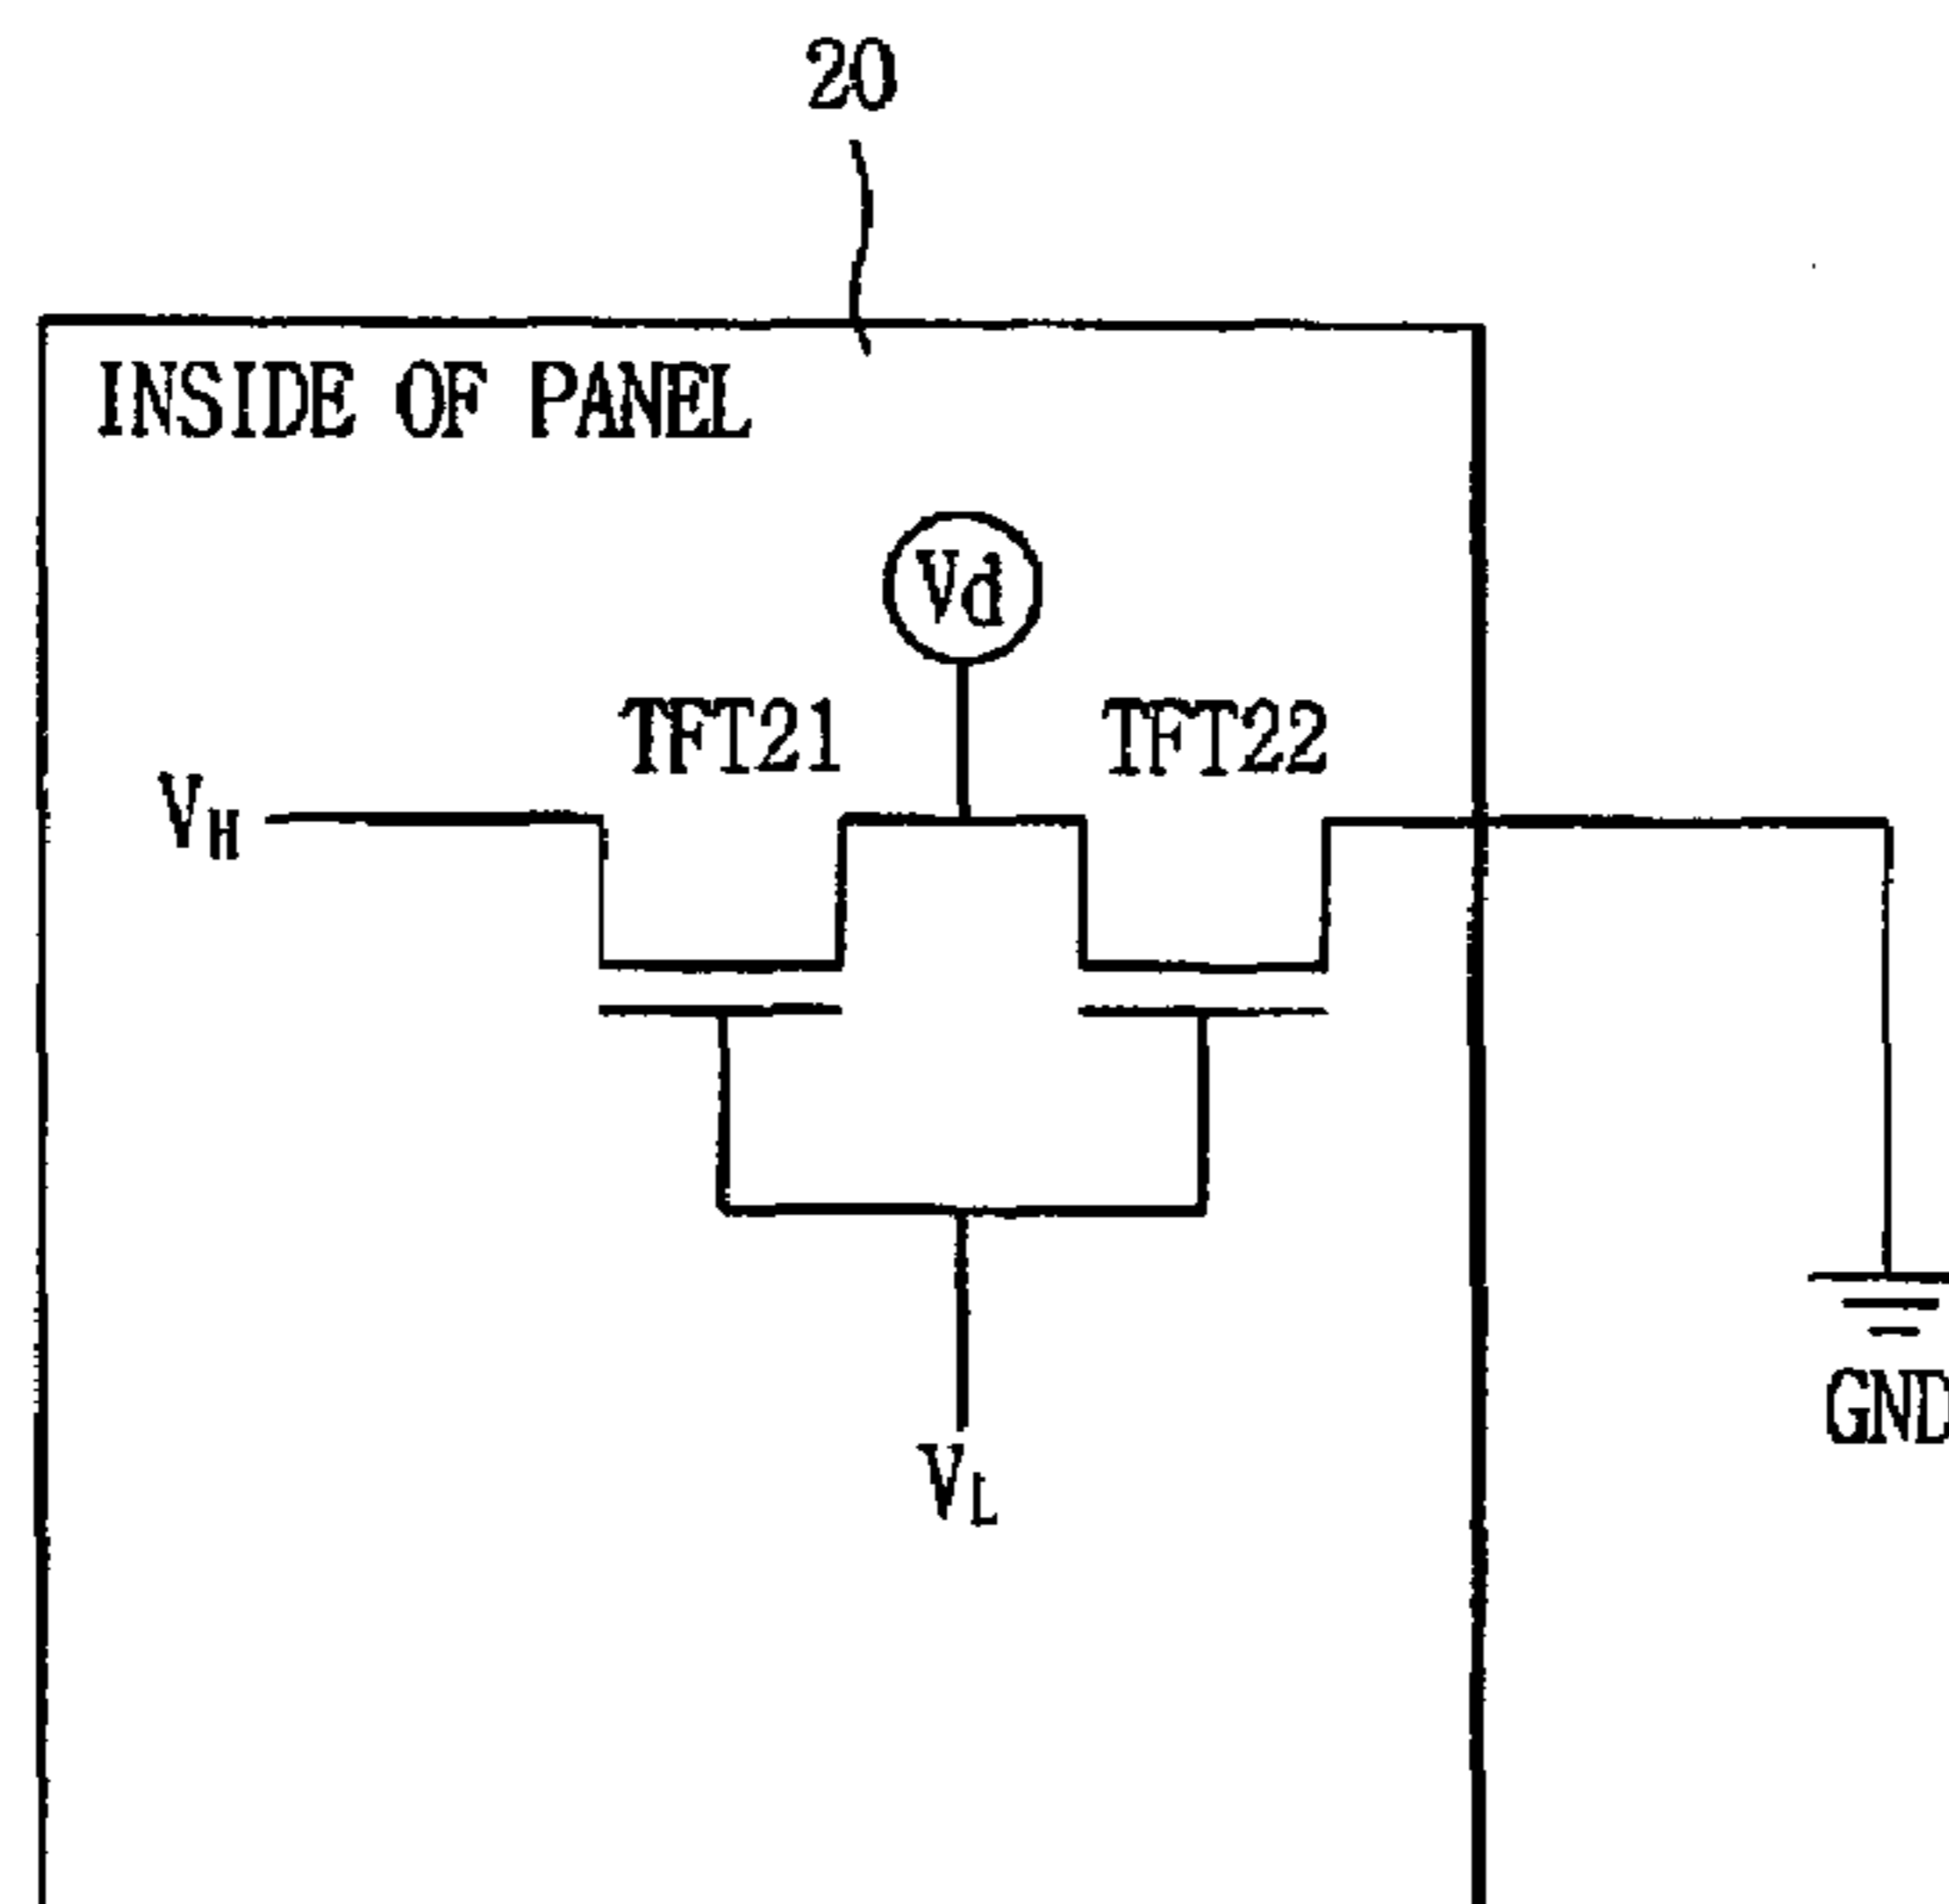 20
INSIDE OF PANEL
Vd
TFT21
TFT22
VH
VL
GND